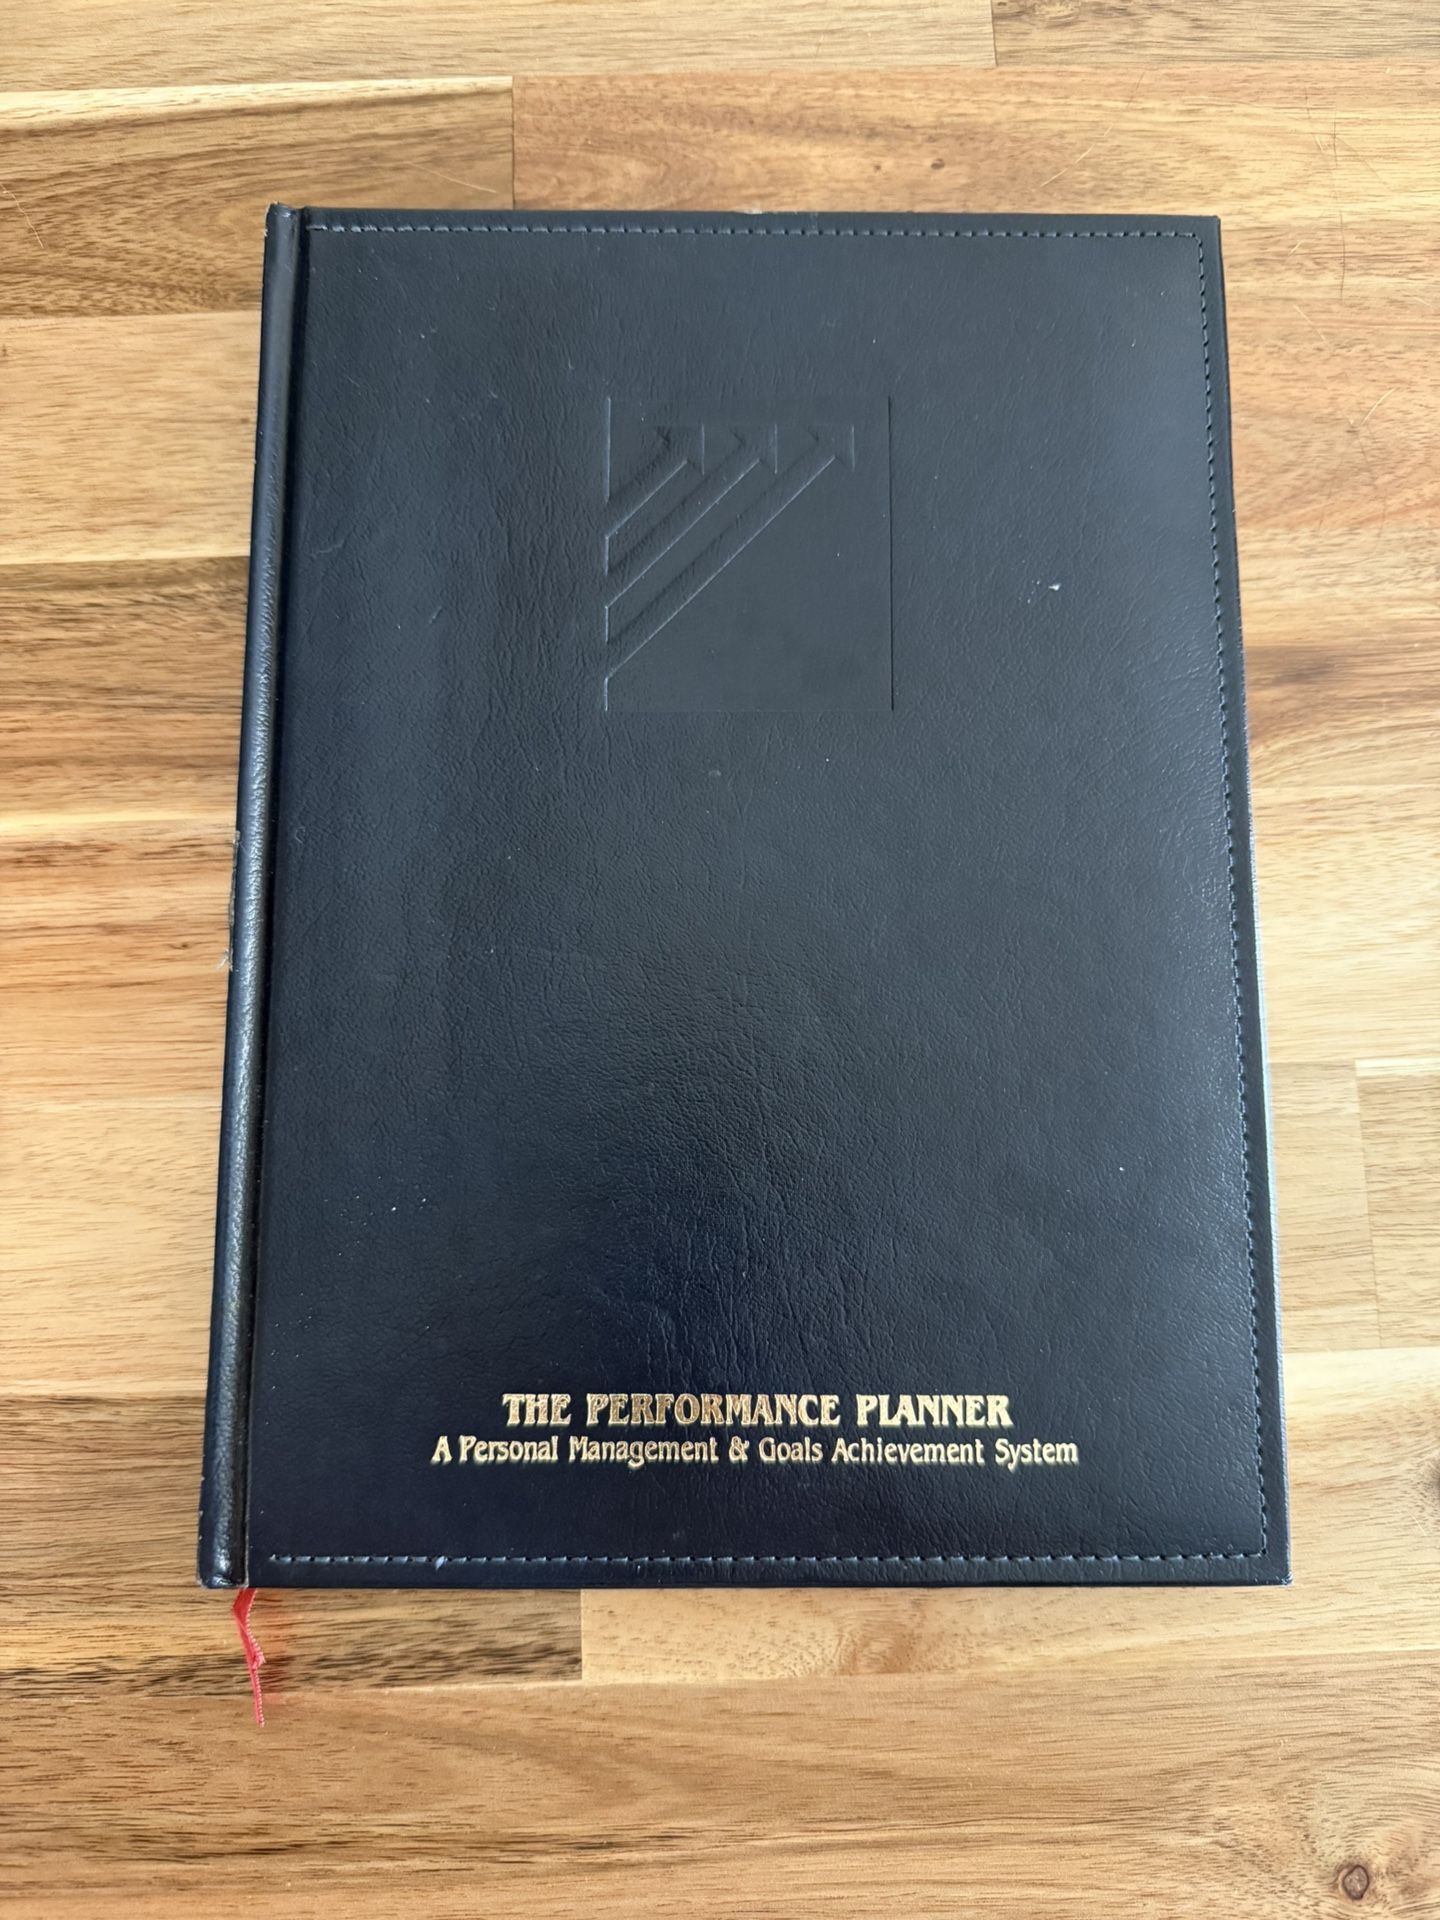 THE PERFORMANCE PLANNER
A Personal Management & Goals Achievement System